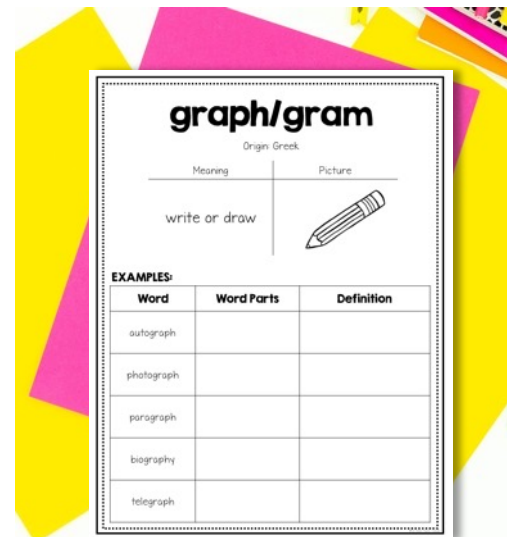 graph/gram
Origin Greek
Meaning Picture
write or draw
EXAMPLES:
Word Word Parts Definition
autograph
photograph
paragraph
biography
telegraph